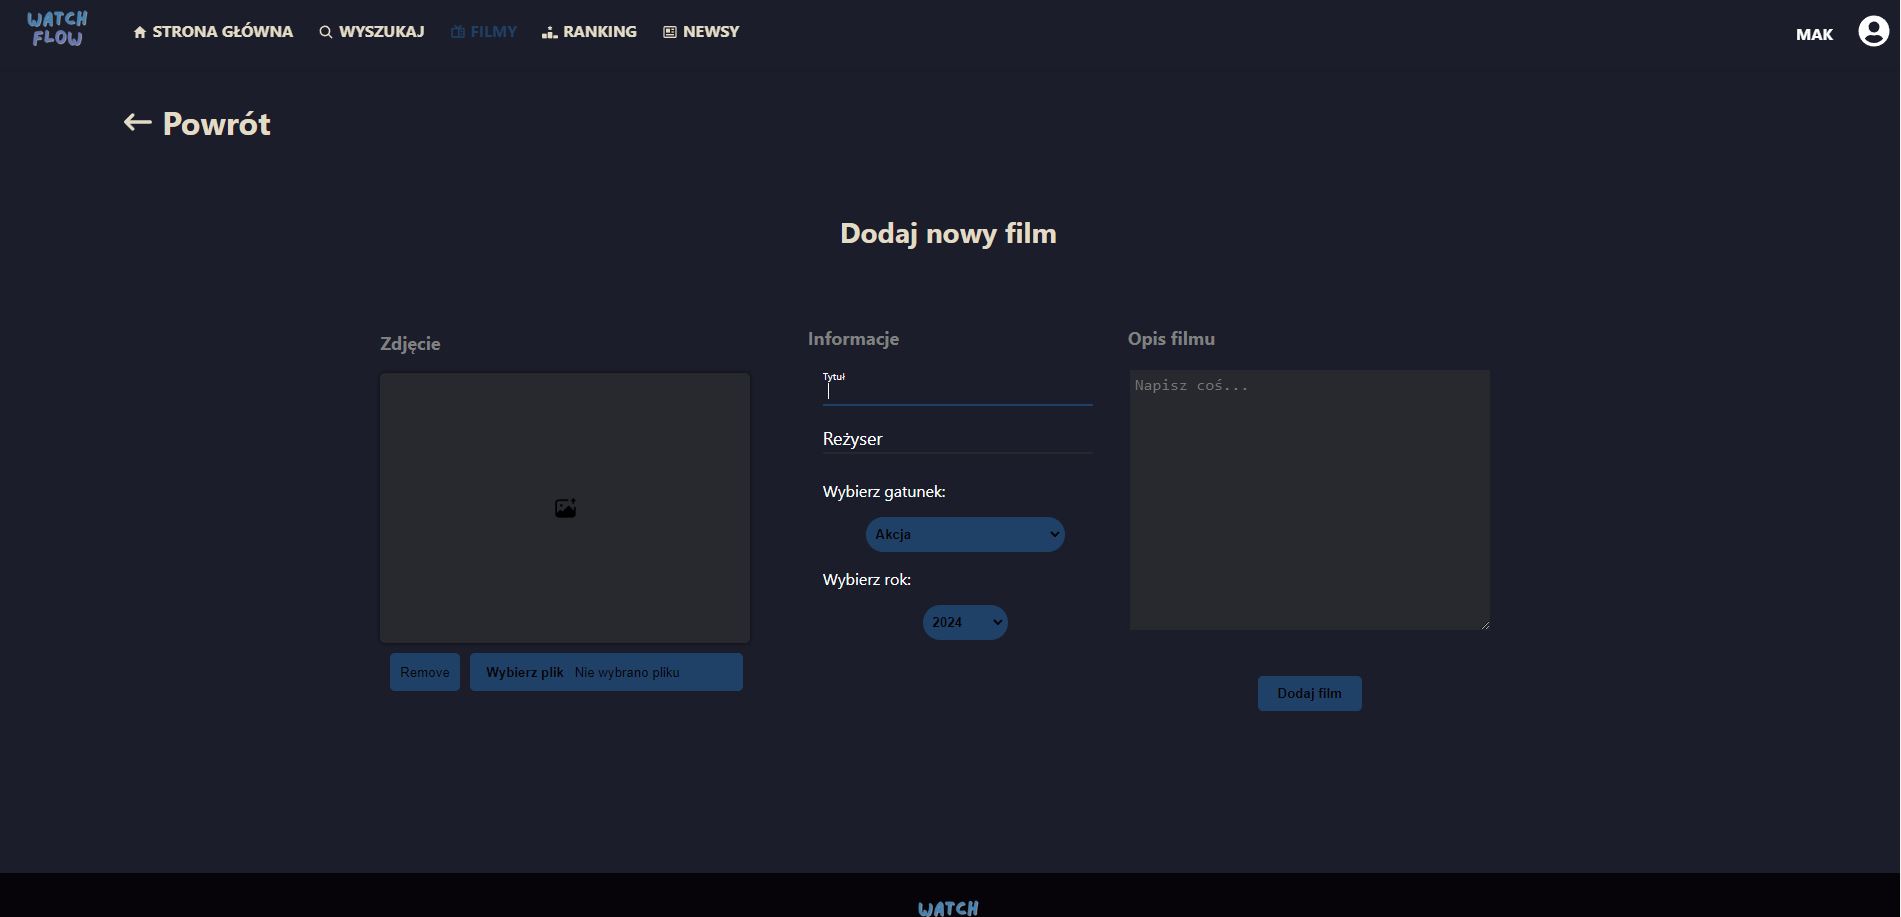 WATCH
FLOW
STRONA GŁÓWNA
WYSZUKAJ
FILMY
RANKING
NEWSY
MAK
Powrót
Dodaj nowy film
Zdjęcie
Remove
Wybierz plik Nie wybrano pliku
Informacje
Tytuł
Reżyser
Wybierz gatunek:
Akcja
Wybierz rok:
2024
Opis filmu
Napisz coś...
Dodaj film
WATCH